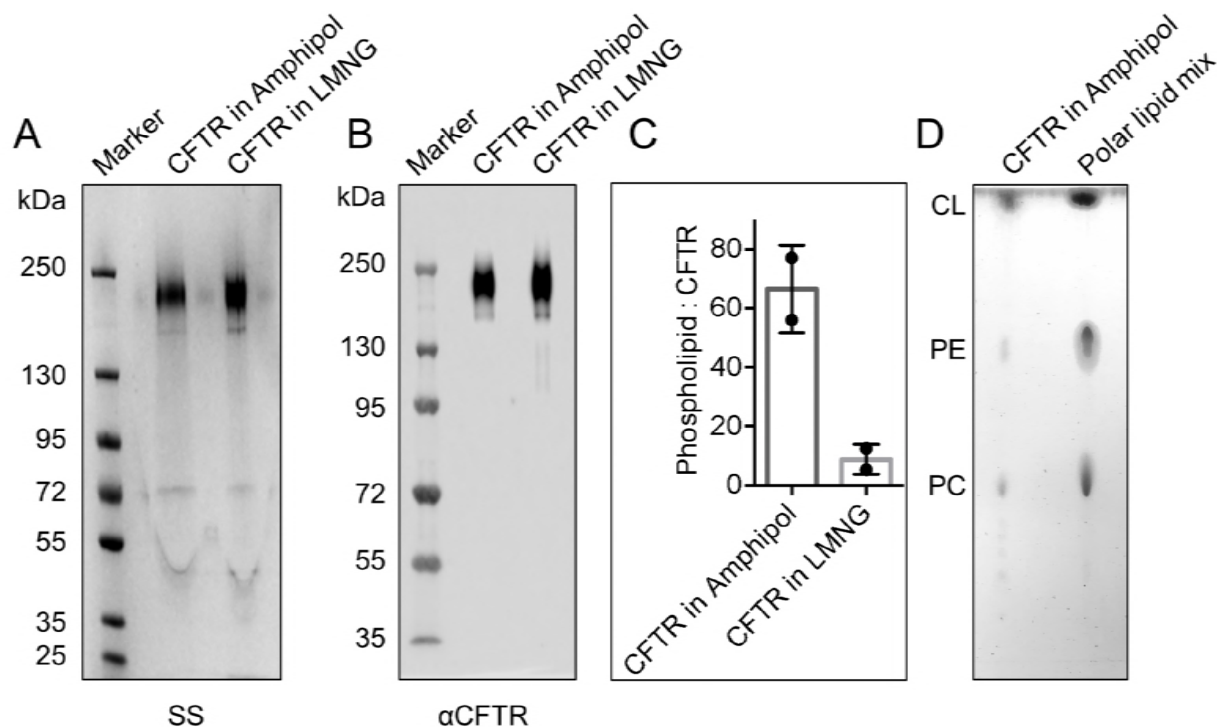 A
Marker
CFTR in Amphipol
CFTR in LMNG
kDa
250
130
95
72
55
35
25
SS
B
Marker
CFTR in Amphipol
CFTR in LMNG
kDa
250
130
95
72
55
35
αCFTR
C
Phospholipid : CFTR
80
60
40
20
0
CFTR in Amphipol
CFTR in LMNG
D
CFTR in Amphipol
Polar lipid mix
CL
PE
PC